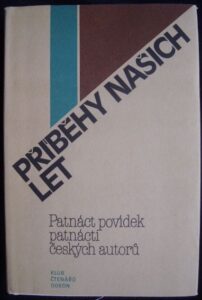 PŘÍBĚHY NAŠICH
LET
Patnáct povídek
patnácti
českých autorů
KLUB
ČTENÁŘŮ
ODEON